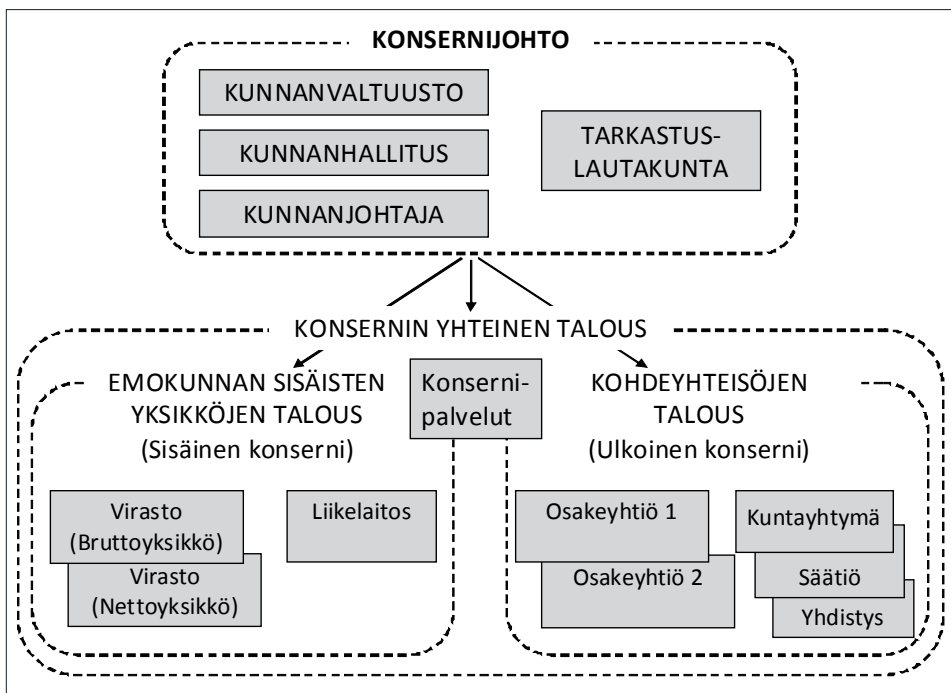 KONSERNIJOHTO
KUNNANVALTUUSTO
KUNNANHALLITUS
KUNNANJOHTAJA
TARKASTUS-
LAUTAKUNTA
KONSERNIN YHTEINEN TALOUS
EMOKUNNAN SISÄISTEN
YKSIKKÖJEN TALOUS
(Sisäinen konserni)
Konserni-
palvelut
KOHDEYHTEISÖJEN
TALOUS
(Ulkoinen konserni)
Virasto
(Bruttoyksikkö)
Virasto
(Nettoyksikkö)
Liikelaitos
Osakeyhtiö 1
Osakeyhtiö 2
Kuntayhtymä
Säätiö
Yhdistys